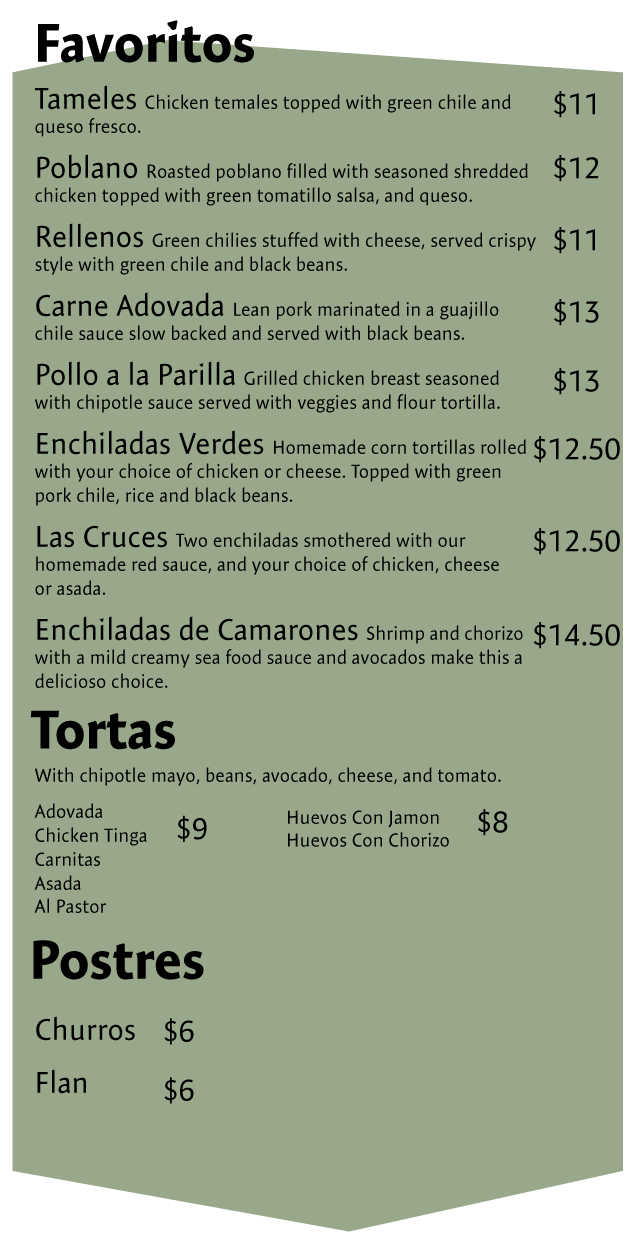 Favoritos
Tameles Chicken temales topped with green chile and $11
queso fresco.
Poblano Roasted poblano filled with seasoned shredded $12
chicken topped with green tomatillo salsa, and queso.
Rellenos Green chilies stuffed with cheese, served crispy $11
style with green chile and black beans.
Carne Adovada Lean pork marinated in a guajillo $13
chile sauce slow backed and served with black beans.
Pollo a la Parilla Grilled chicken breast seasoned $13
with chipotle sauce served with veggies and flour tortilla.
Enchiladas Verdes Homemade corn tortillas rolled $12.50
with your choice of chicken or cheese. Topped with green
pork chile, rice and black beans.
Las Cruces Two enchiladas smothered with our $12.50
homemade red sauce, and your choice of chicken, cheese
or asada.
Enchiladas de Camarones Shrimp and chorizo $14.50
with a mild creamy sea food sauce and avocados make this a
delicioso choice.
Tortas
With chipotle mayo, beans, avocado, cheese, and tomato.
Adovada
Chicken Tinga $9
Carnitas
Asada
Al Pastor
Huevos Con Jamon $8
Huevos Con Chorizo
Postres
Churros $6
Flan $6